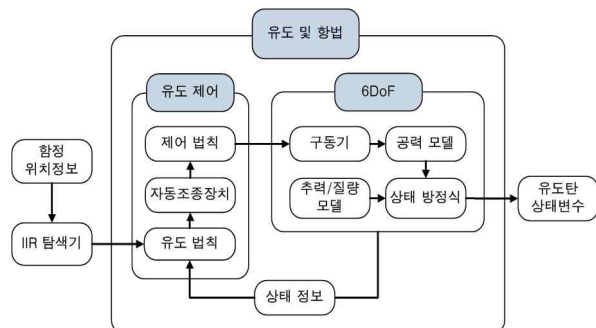 유도 및 항법
유도 제어
6DoF
제어 법칙
구동기
공력 모델
함정
위치정보
자동조종장치
추력/질량
모델
상태 방정식
유도탄
상태변수
IIR 탐색기
유도 법칙
상태 정보